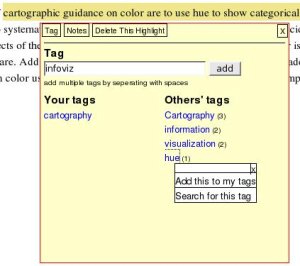 cartographic guidance on color are to use hue to show categorical
systema
Tag Notes Delete This Highlight X
ects of the
are. Add
n color us
Tag
infoviz add
add multiple tags by seperating with spaces
Your tags
cartography
Others' tags
Cartography (3)
information (2)
visualization (2)
hue (1)
x
Add this to my tags
Search for this tag